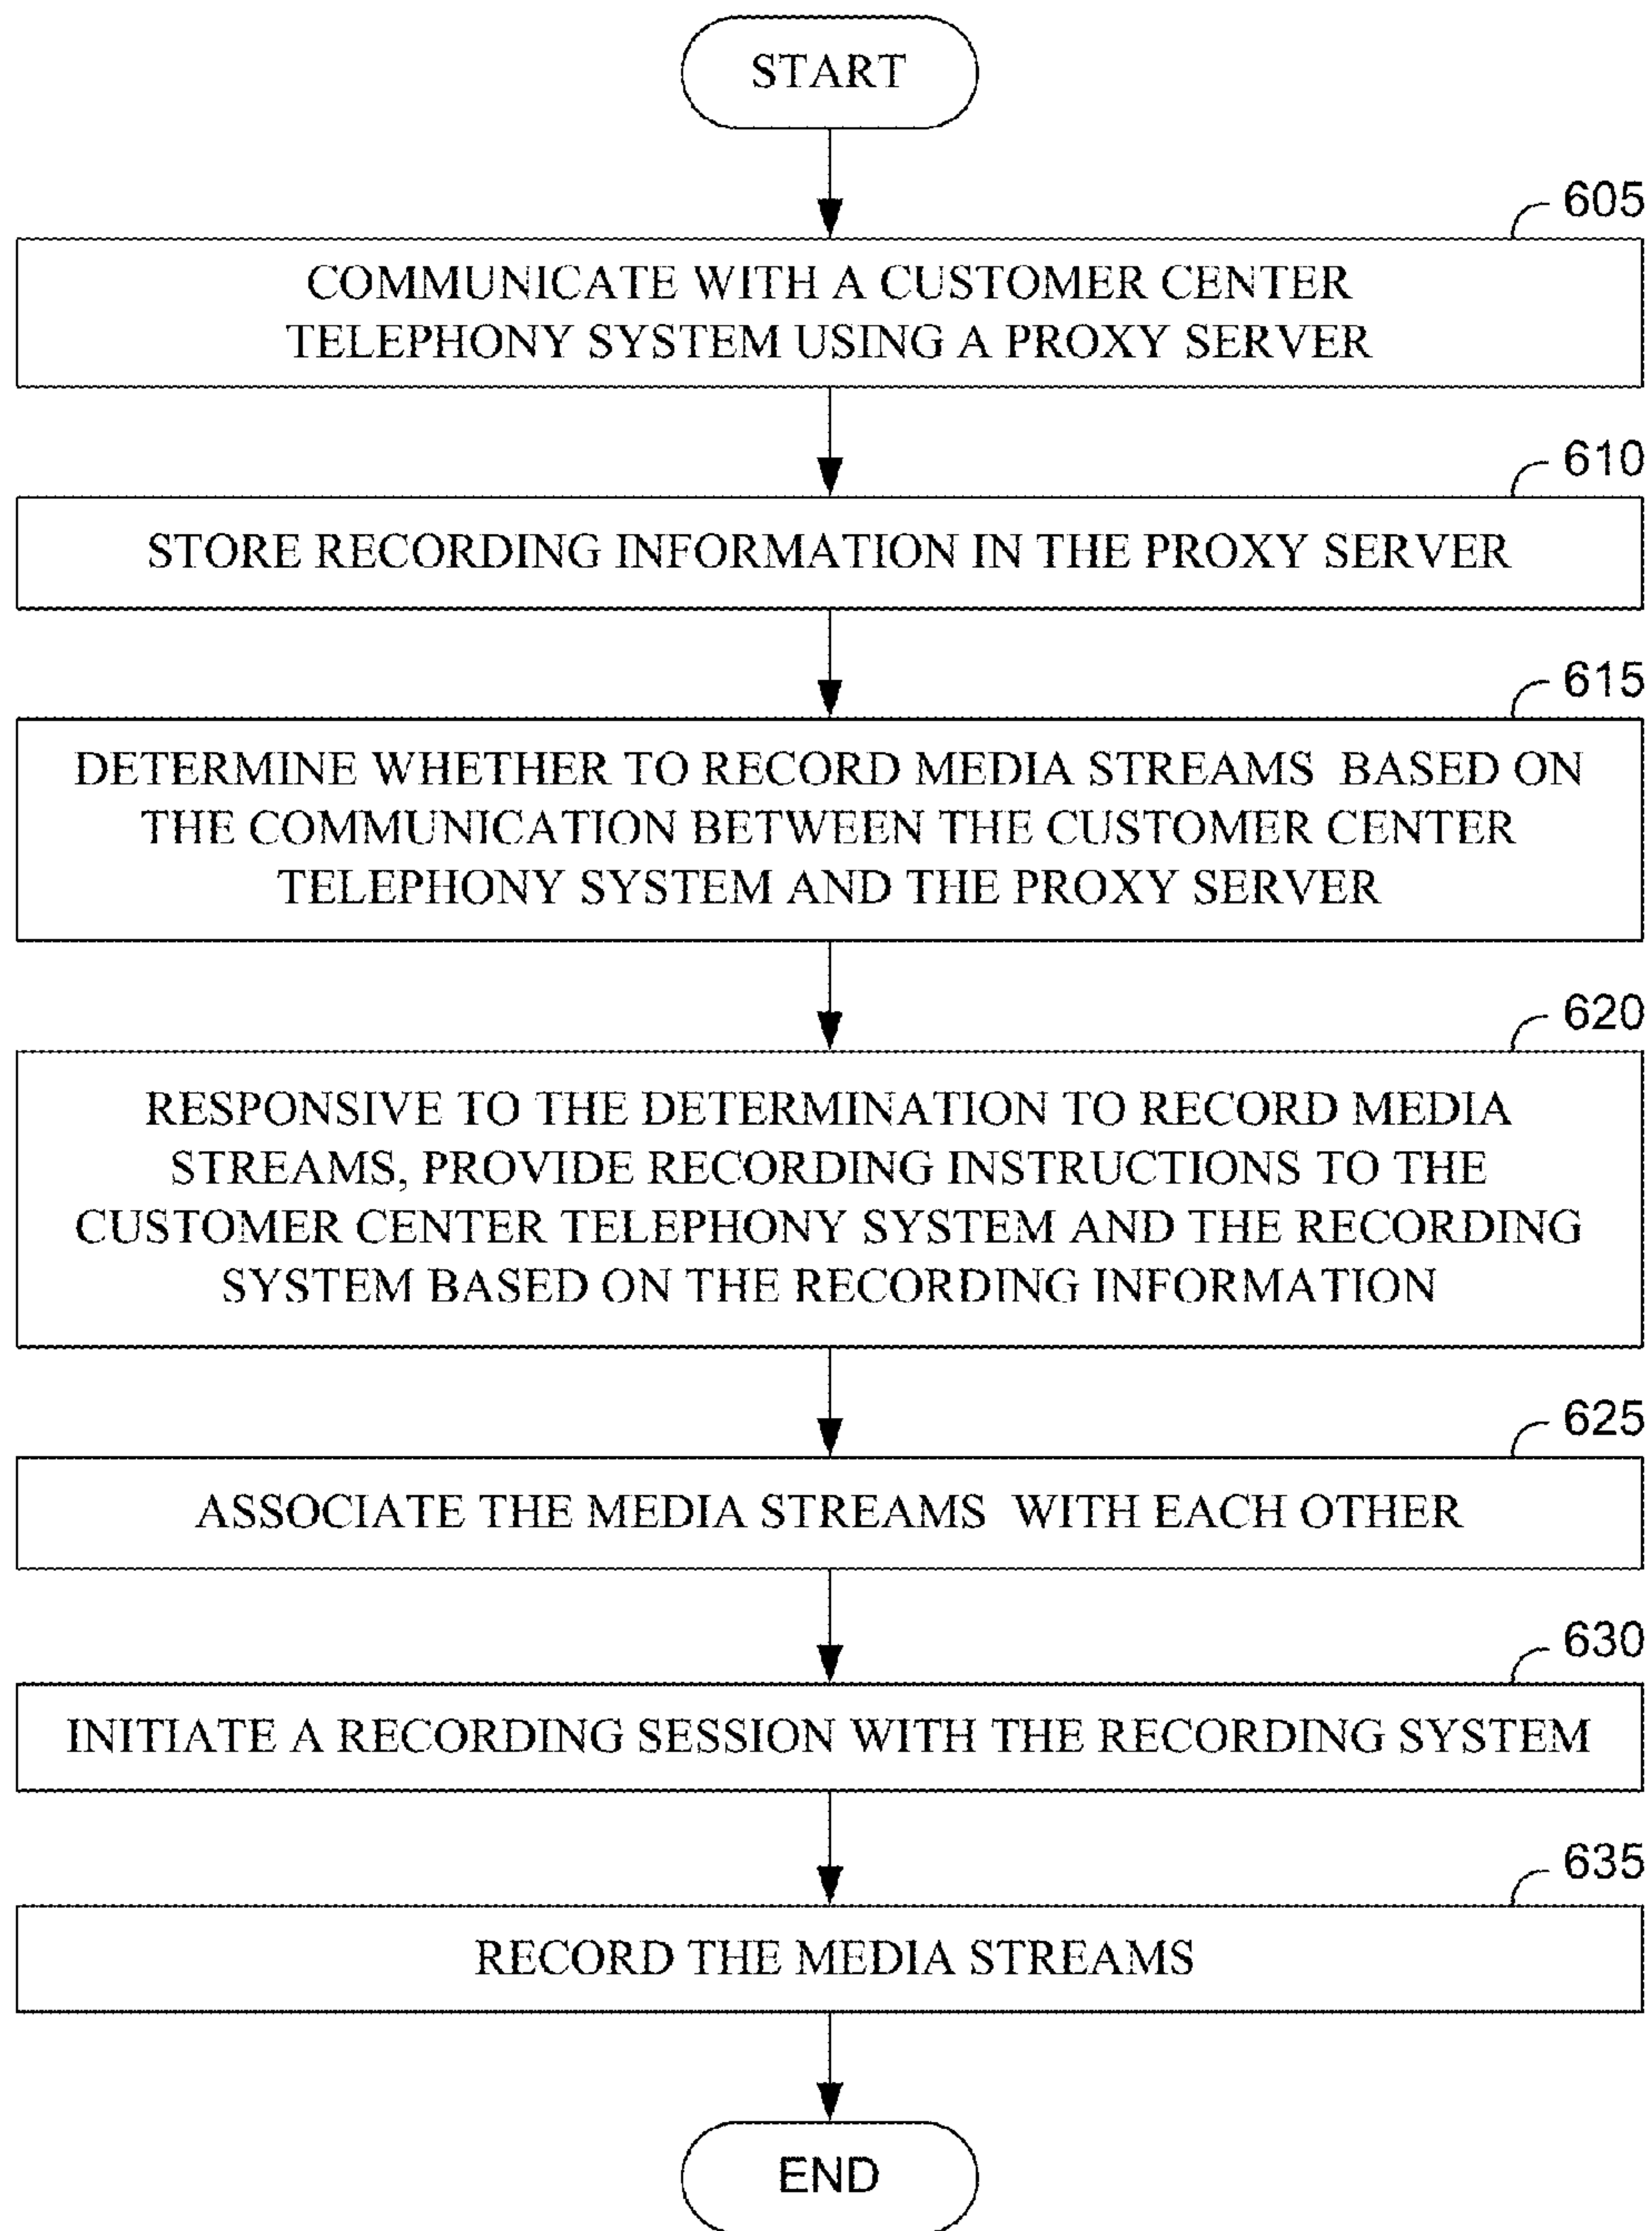 START
605
COMMUNICATE WITH A CUSTOMER CENTER
TELEPHONY SYSTEM USING A PROXY SERVER
610
STORE RECORDING INFORMATION IN THE PROXY SERVER
615
DETERMINE WHETHER TO RECORD MEDIA STREAMS BASED ON
THE COMMUNICATION BETWEEN THE CUSTOMER CENTER
TELEPHONY SYSTEM AND THE PROXY SERVER
620
RESPONSIVE TO THE DETERMINATION TO RECORD MEDIA
STREAMS, PROVIDE RECORDING INSTRUCTIONS TO THE
CUSTOMER CENTER TELEPHONY SYSTEM AND THE RECORDING
SYSTEM BASED ON THE RECORDING INFORMATION
625
ASSOCIATE THE MEDIA STREAMS WITH EACH OTHER
630
INITIATE A RECORDING SESSION WITH THE RECORDING SYSTEM
635
RECORD THE MEDIA STREAMS
END